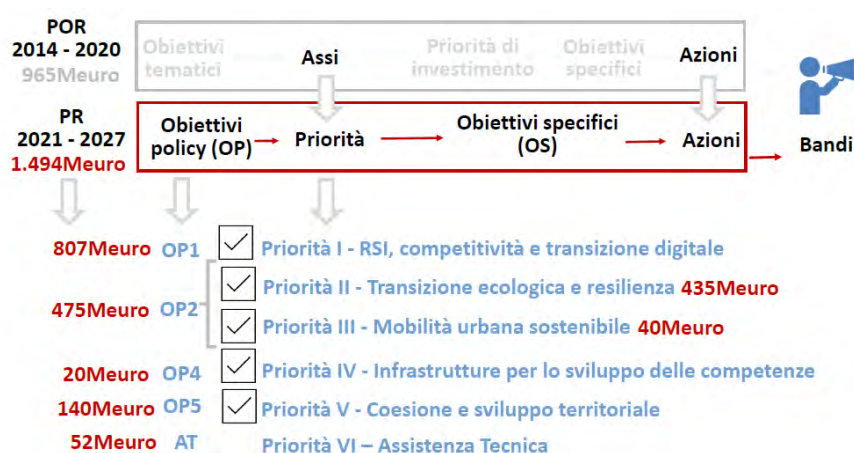 POR
2014 - 2020
965Meuro
Obiettivi
tematici
Assi
Priorità di
investimento
Obiettivi
specifici
Azioni
PR
2021 - 2027
1.494Meuro
Obiettivi
policy (OP)
Priorità
Obiettivi specifici
(OS)
Azioni
Bandi
807Meuro OP1 Priorità I - RSI, competitività e transizione digitale
Priorità II - Transizione ecologica e resilienza 435Meuro
475Meuro OP2
Priorità III - Mobilità urbana sostenibile 40Meuro
20Meuro OP4 Priorità IV - Infrastrutture per lo sviluppo delle competenze
140Meuro OP5 Priorità V - Coesione e sviluppo territoriale
52Meuro AT Priorità VI – Assistenza Tecnica